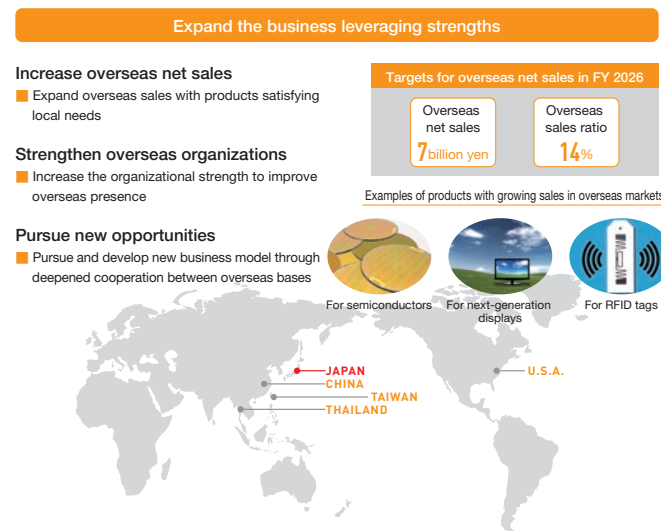 Expand the business leveraging strengths
Increase overseas net sales
Expand overseas sales with products satisfying
local needs
Strengthen overseas organizations
Increase the organizational strength to improve
overseas presence
Pursue new opportunities
Pursue and develop new business model through
deepened cooperation between overseas bases
Targets for overseas net sales in FY 2026
Overseas
net sales
7 billion yen
Overseas
sales ratio
14%
Examples of products with growing sales in overseas markets
For semiconductors
For next-generation
displays
For RFID tags
JAPAN
CHINA
TAIWAN
THAILAND
U.S.A.